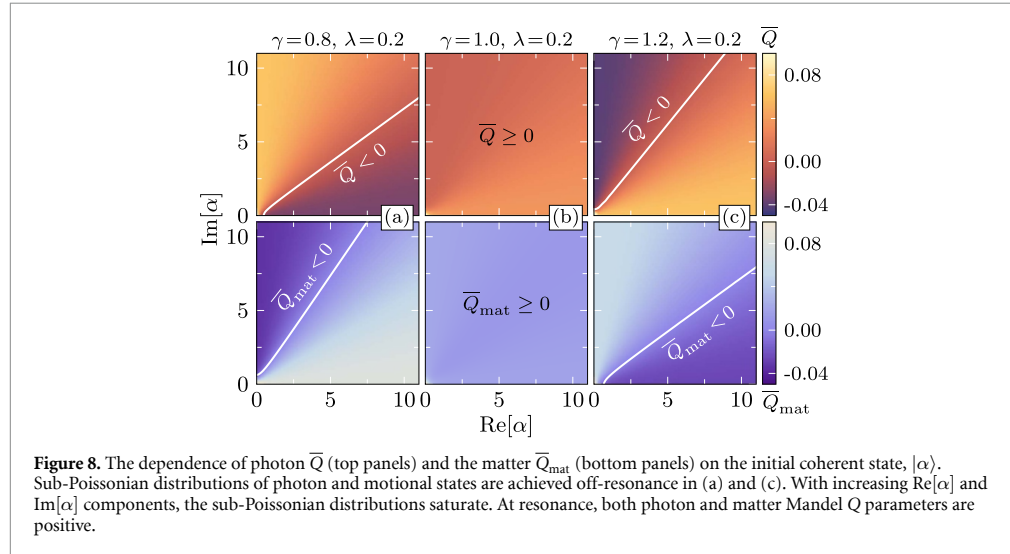 γ=0.8, λ=0.2
γ=1.0, λ=0.2
γ=1.2, λ=0.2
Q̅
10
5
0
Q̅ < 0
(a)
Q̅ ≥ 0
(b)
Q̅ < 0
(c)
0.08
0.00
-0.04
Im[α]
10
5
0
Q̅mat < 0
Q̅mat ≥ 0
Q̅mat < 0
0.08
0.00
-0.04
Q̅mat
0 5 10 0 5 10 0 5 10
Re[α]
Figure 8. The dependence of photon Q̅ (top panels) and the matter Q̅mat (bottom panels) on the initial coherent state, |α⟩.
Sub-Poissonian distributions of photon and motional states are achieved off-resonance in (a) and (c). With increasing Re[α] and
Im[α] components, the sub-Poissonian distributions saturate. At resonance, both photon and matter Mandel Q parameters are
positive.